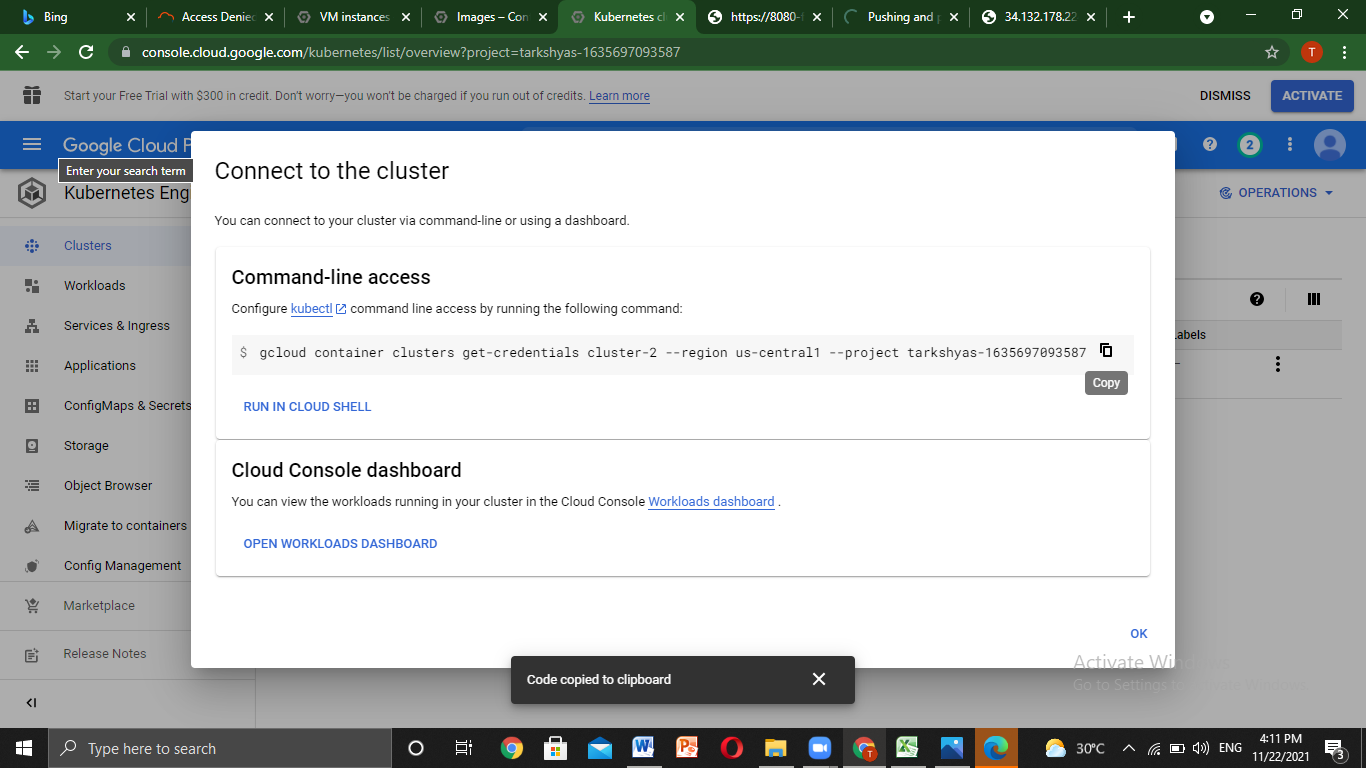 Bing
Access Denied
VM instances
Images – Con
Kubernetes cl
https://8080-
Pushing and p
34.132.178.22
console.cloud.google.com/kubernetes/list/overview?project=tarkshyas-1635697093587
T
Start your Free Trial with $300 in credit. Don't worry—you won't be charged if you run out of credits. Learn more
DISMISS
ACTIVATE
Google Cloud P
2
Enter your search term
Kubernetes Eng
OPERATIONS
Clusters
Workloads
Services & Ingress
Applications
ConfigMaps & Secrets
Storage
Object Browser
Migrate to containers
Config Management
Marketplace
Release Notes
Labels
Connect to the cluster
You can connect to your cluster via command-line or using a dashboard.
Command-line access
Configure kubectl command line access by running the following command:
$ gcloud container clusters get-credentials cluster-2 --region us-central1 --project tarkshyas-1635697093587
Copy
RUN IN CLOUD SHELL
Cloud Console dashboard
You can view the workloads running in your cluster in the Cloud Console Workloads dashboard .
OPEN WORKLOADS DASHBOARD
OK
Code copied to clipboard
Activate Win
Go to Settings
Type here to search
30°C
ENG
4:11 PM
11/22/2021
3